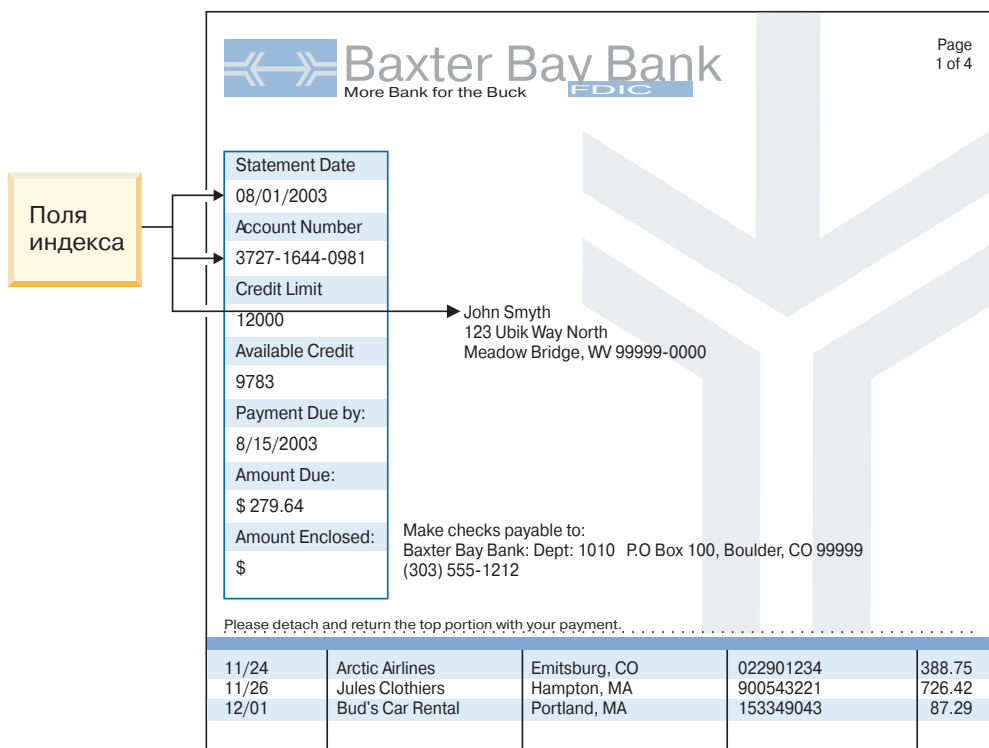 Baxter Bay Bank
More Bank for the Buck
FDIC
Page
1 of 4
Поля
индекса
Statement Date
08/01/2003
Account Number
3727-1644-0981
Credit Limit
12000
Available Credit
9783
Payment Due by:
8/15/2003
Amount Due:
$ 279.64
Amount Enclosed:
$
John Smyth
123 Ubik Way North
Meadow Bridge, WV 99999-0000
Make checks payable to:
Baxter Bay Bank: Dept: 1010 P.O Box 100, Boulder, CO 99999
(303) 555-1212
Please detach and return the top portion with your payment.
11/24 Arctic Airlines Emitsburg, CO 022901234 388.75
11/26 Jules Clothiers Hampton, MA 900543221 726.42
12/01 Bud's Car Rental Portland, MA 153349043 87.29